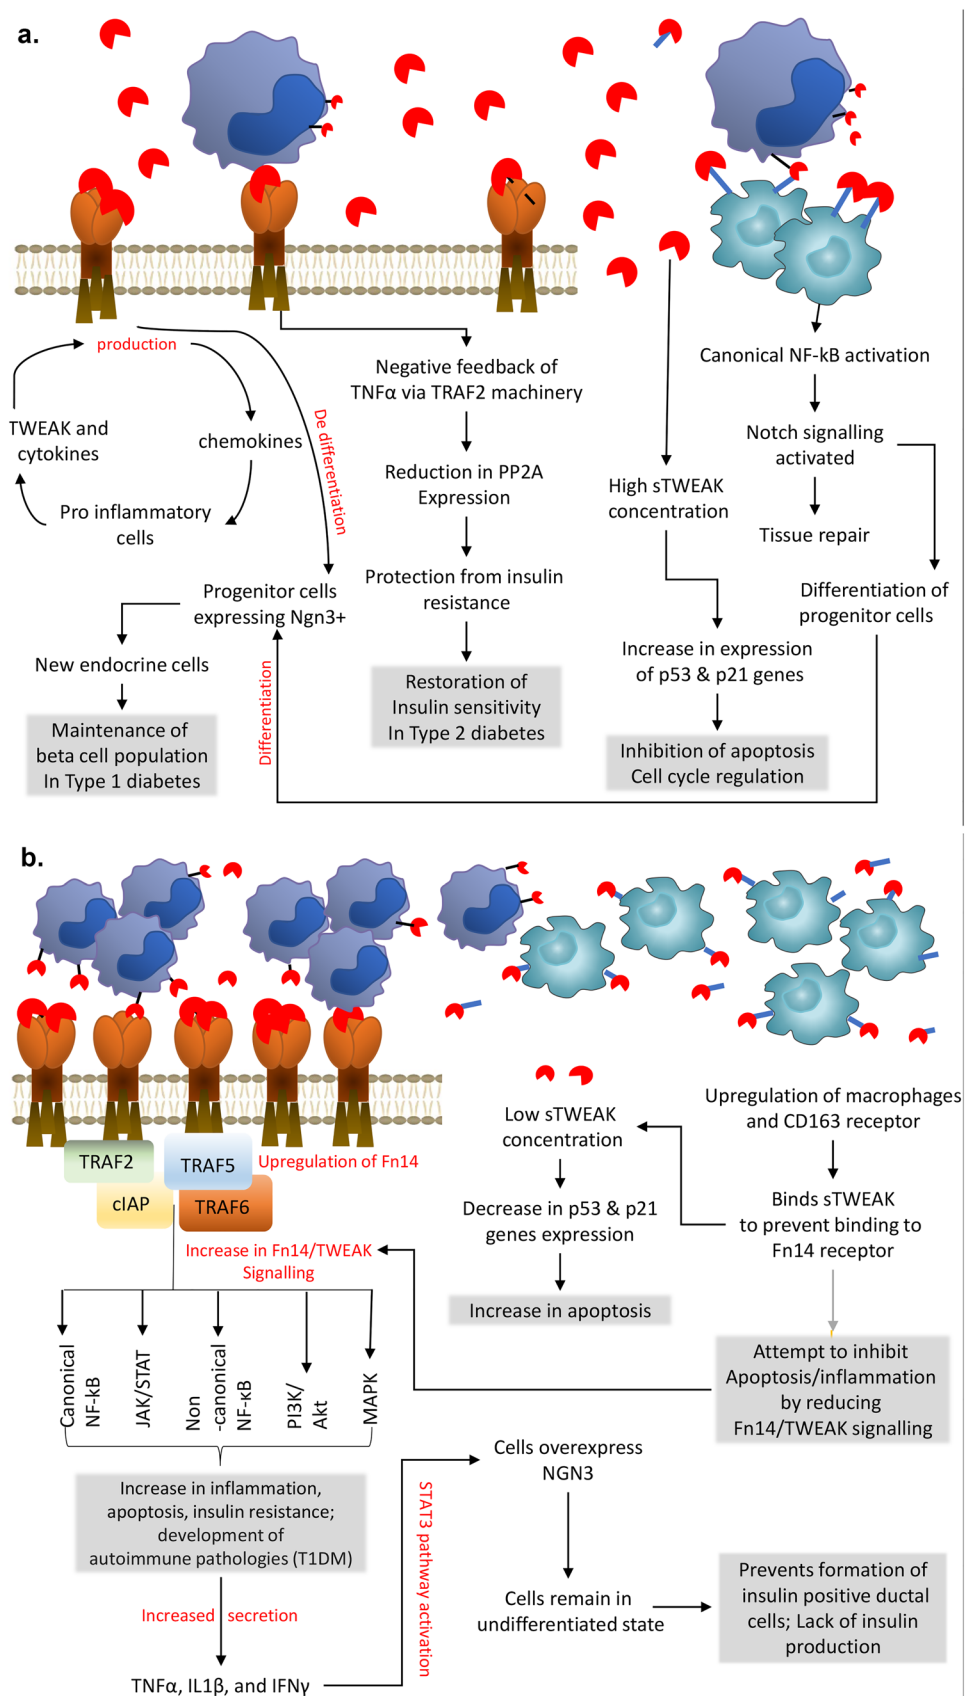 a.
production
TWEAK and
cytokines
chemokines
Pro inflammatory
cells
De differentiation
Progenitor cells
expressing Ngn3+
New endocrine cells
Maintenance of
beta cell population
In Type 1 diabetes
Differentiation
Negative feedback of
TNFα via TRAF2 machinery
Reduction in PP2A
Expression
Protection from insulin
resistance
Restoration of
Insulin sensitivity
In Type 2 diabetes
High sTWEAK
concentration
Increase in expression
of p53 & p21 genes
Inhibition of apoptosis
Cell cycle regulation
Canonical NF-kB activation
Notch signalling
activated
Tissue repair
Differentiation of
progenitor cells
b.
TRAF2
TRAF5
cIAP
TRAF6
Upregulation of Fn14
Increase in Fn14/TWEAK
Signalling
Canonical
NF-kB
JAK/STAT
Non
-canonical
NF-κB
PI3K/
Akt
MAPK
Increase in inflammation,
apoptosis, insulin resistance;
development of
autoimmune pathologies (T1DM)
Increased secretion
TNFα, IL1β, and IFNγ
STAT3 pathway activation
Low sTWEAK
concentration
Decrease in p53 & p21
genes expression
Increase in apoptosis
Upregulation of macrophages
and CD163 receptor
Binds sTWEAK
to prevent binding to
Fn14 receptor
Attempt to inhibit
Apoptosis/inflammation
by reducing
Fn14/TWEAK signalling
Cells overexpress
NGN3
Cells remain in
undifferentiated state
Prevents formation of
insulin positive ductal
cells; Lack of insulin
production